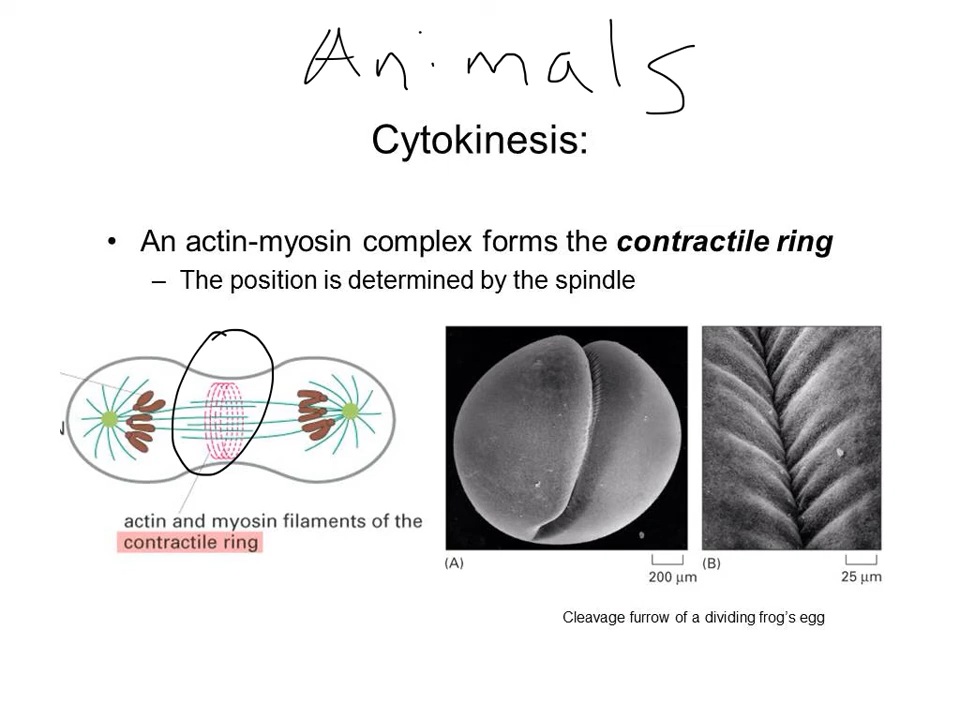 Animals
Cytokinesis:
• An actin-myosin complex forms the contractile ring
– The position is determined by the spindle
actin and myosin filaments of the
contractile ring
(A)
200 µm
(B)
25 µm
Cleavage furrow of a dividing frog's egg